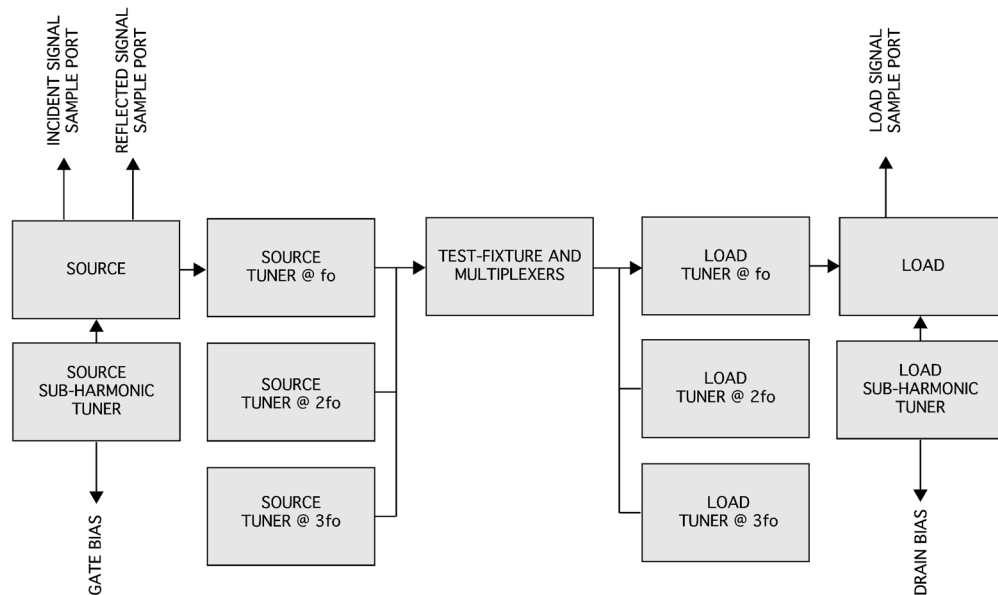 INCIDENT SIGNAL
SAMPLE PORT
REFLECTED SIGNAL
SAMPLE PORT
LOAD SIGNAL
SAMPLE PORT
SOURCE
SOURCE
TUNER @ fo
TEST-FIXTURE AND
MULTIPLEXERS
LOAD
TUNER @ fo
LOAD
SOURCE
SUB-HARMONIC
TUNER
SOURCE
TUNER @ 2fo
LOAD
TUNER @ 2fo
LOAD
SUB-HARMONIC
TUNER
SOURCE
TUNER @ 3fo
LOAD
TUNER @ 3fo
GATE BIAS
DRAIN BIAS